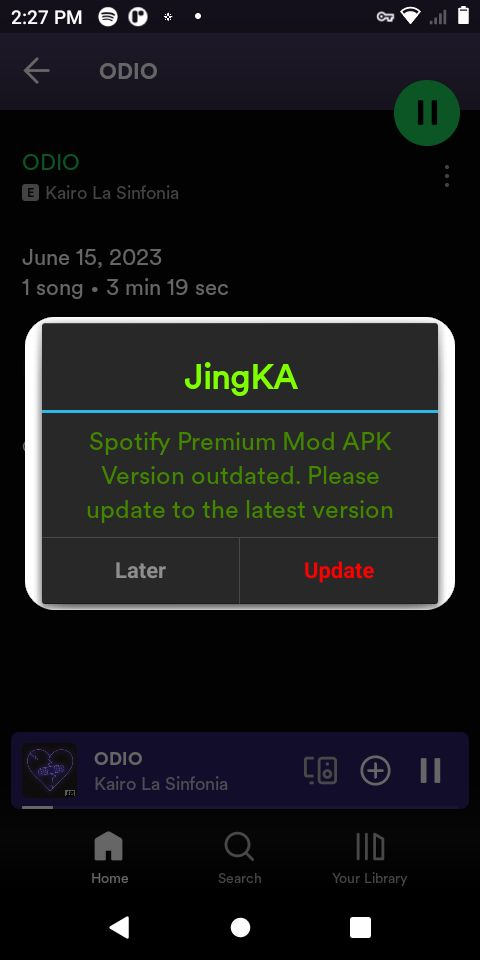 2:27 PM
ODIO
ODIO
E Kairo La Sinfonia
June 15, 2023
1 song • 3 min 19 sec
JingKA
Spotify Premium Mod APK
Version outdated. Please
update to the latest version
Later
Update
ODIO
Kairo La Sinfonia
Home
Search
Your Library